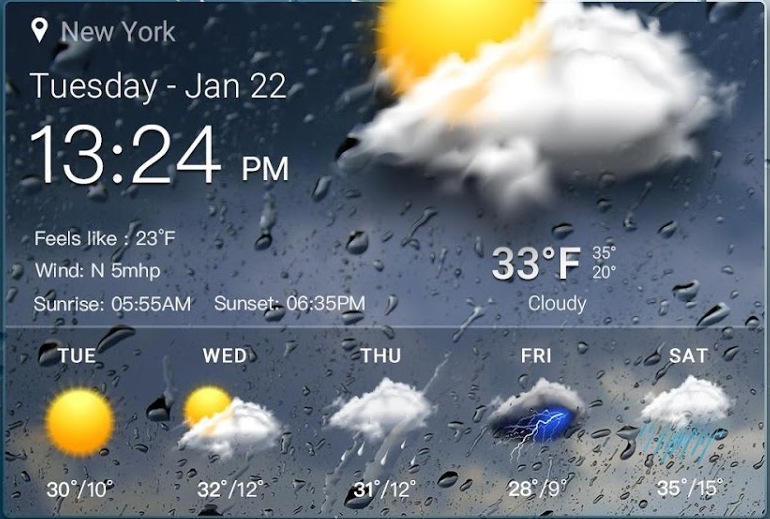 New York
Tuesday - Jan 22
13:24 PM
Feels like : 23°F
Wind: N 5mhp
Sunrise: 05:55AM Sunset: 06:35PM
33°F 35° 20°
Cloudy
TUE WED THU FRI SAT
30°/10° 32°/12° 31°/12° 28°/9° 35°/15°